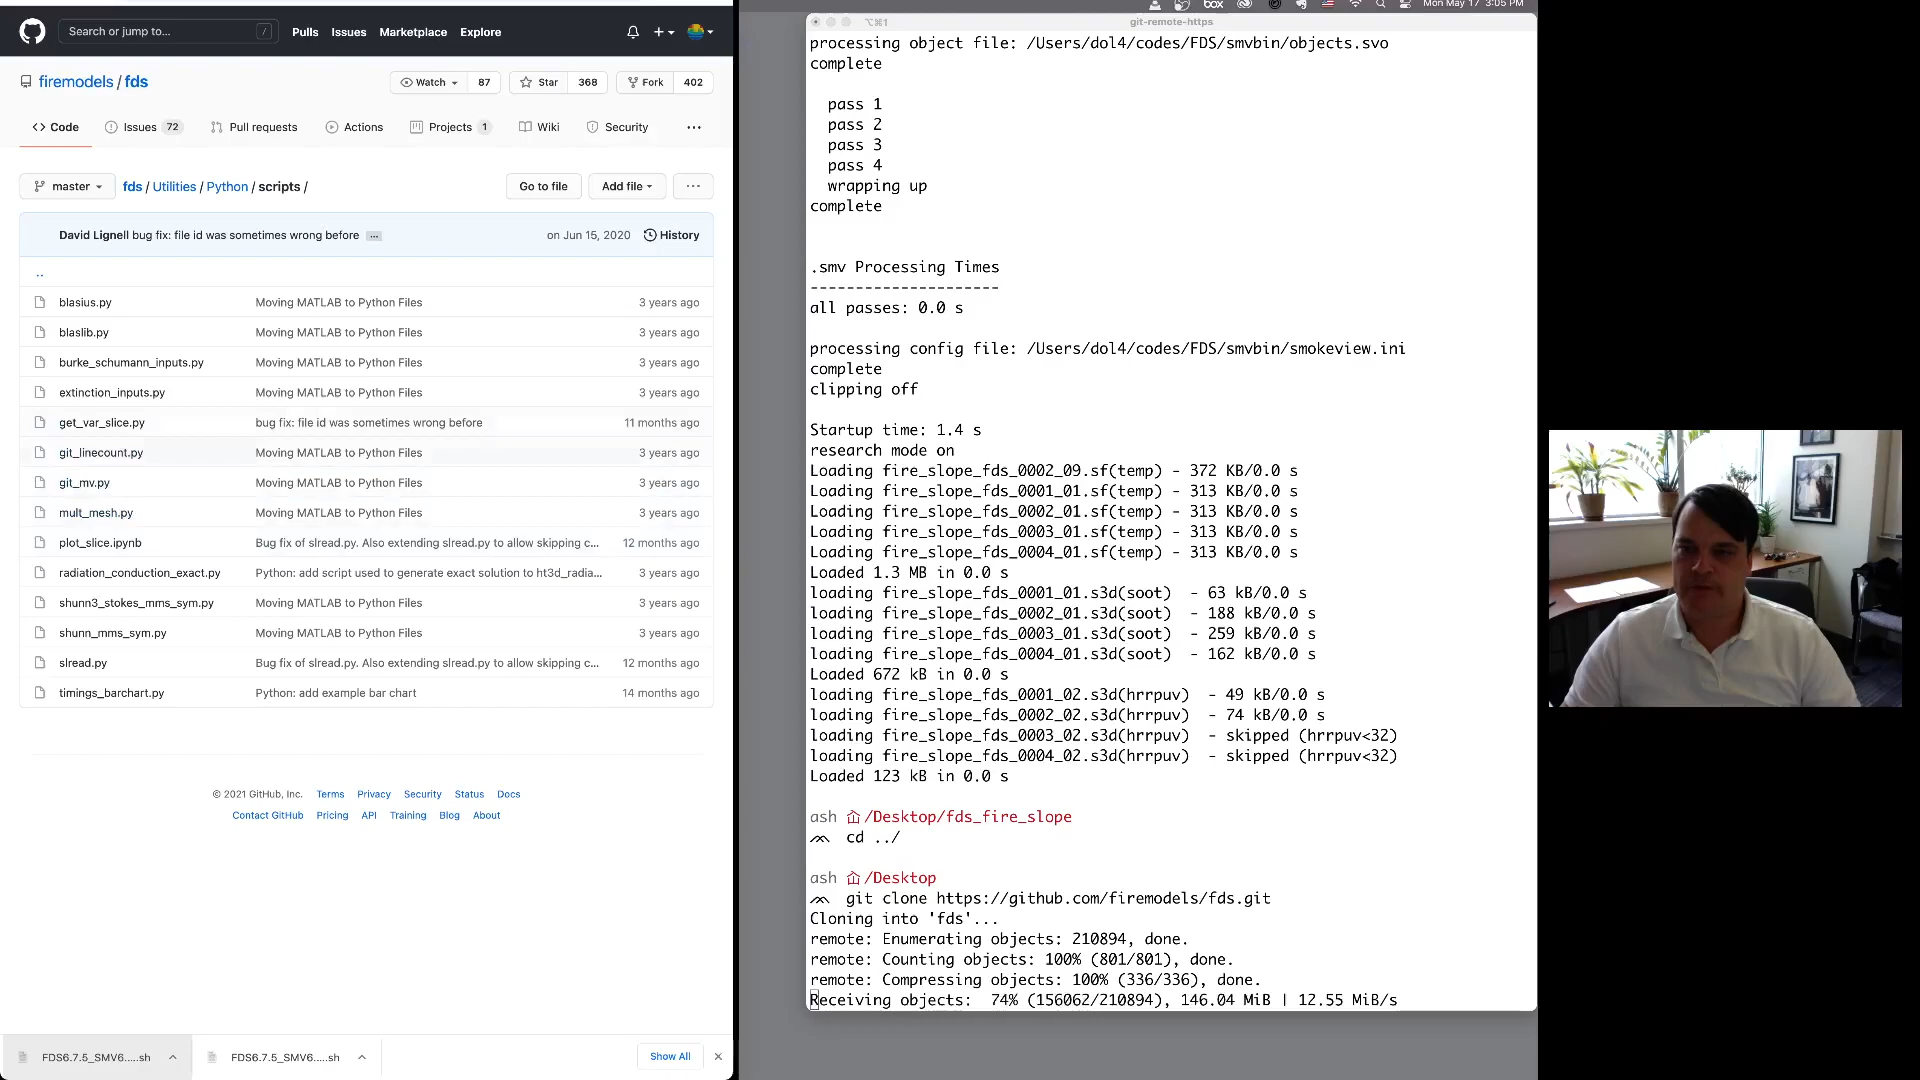 Search or jump to...
/
Pulls
Issues
Marketplace
Explore
firemodels / fds
Watch
87
Star
368
Fork
402
Code
Issues 72
Pull requests
Actions
Projects 1
Wiki
Security
master
fds / Utilities / Python / scripts /
Go to file
Add file
David Lignell bug fix: file id was sometimes wrong before
on Jun 15, 2020
History
..
blasius.py Moving MATLAB to Python Files 3 years ago
blaslib.py Moving MATLAB to Python Files 3 years ago
burke_schumann_inputs.py Moving MATLAB to Python Files 3 years ago
extinction_inputs.py Moving MATLAB to Python Files 3 years ago
get_var_slice.py bug fix: file id was sometimes wrong before 11 months ago
git_linecount.py Moving MATLAB to Python Files 3 years ago
git_mv.py Moving MATLAB to Python Files 3 years ago
mult_mesh.py Moving MATLAB to Python Files 3 years ago
plot_slice.ipynb Bug fix of slread.py. Also extending slread.py to allow skipping c... 12 months ago
radiation_conduction_exact.py Python: add script used to generate exact solution to ht3d_radia... 3 years ago
shunn3_stokes_mms_sym.py Moving MATLAB to Python Files 3 years ago
shunn_mms_sym.py Moving MATLAB to Python Files 3 years ago
slread.py Bug fix of slread.py. Also extending slread.py to allow skipping c... 12 months ago
timings_barchart.py Python: add example bar chart 14 months ago
© 2021 GitHub, Inc. Terms Privacy Security Status Docs
Contact GitHub Pricing API Training Blog About
FDS6.7.5_SMV6.....sh
FDS6.7.5_SMV6.....sh
Show All
box
Mon May 17 3:05 PM
⌥⌘1
git-remote-https
processing object file: /Users/dol4/codes/FDS/smvbin/objects.svo
complete
pass 1
pass 2
pass 3
pass 4
wrapping up
complete
.smv Processing Times
---------------------
all passes: 0.0 s
processing config file: /Users/dol4/codes/FDS/smvbin/smokeview.ini
complete
clipping off
Startup time: 1.4 s
research mode on
Loading fire_slope_fds_0002_09.sf(temp) - 372 KB/0.0 s
Loading fire_slope_fds_0001_01.sf(temp) - 313 KB/0.0 s
Loading fire_slope_fds_0002_01.sf(temp) - 313 KB/0.0 s
Loading fire_slope_fds_0003_01.sf(temp) - 313 KB/0.0 s
Loading fire_slope_fds_0004_01.sf(temp) - 313 KB/0.0 s
Loaded 1.3 MB in 0.0 s
loading fire_slope_fds_0001_01.s3d(soot) - 63 kB/0.0 s
loading fire_slope_fds_0002_01.s3d(soot) - 188 kB/0.0 s
loading fire_slope_fds_0003_01.s3d(soot) - 259 kB/0.0 s
loading fire_slope_fds_0004_01.s3d(soot) - 162 kB/0.0 s
Loaded 672 kB in 0.0 s
loading fire_slope_fds_0001_02.s3d(hrrpuv) - 49 kB/0.0 s
loading fire_slope_fds_0002_02.s3d(hrrpuv) - 74 kB/0.0 s
loading fire_slope_fds_0003_02.s3d(hrrpuv) - skipped (hrrpuv<32)
loading fire_slope_fds_0004_02.s3d(hrrpuv) - skipped (hrrpuv<32)
Loaded 123 kB in 0.0 s
ash /Desktop/fds_fire_slope
cd ../
ash /Desktop
git clone https://github.com/firemodels/fds.git
Cloning into 'fds'...
remote: Enumerating objects: 210894, done.
remote: Counting objects: 100% (801/801), done.
remote: Compressing objects: 100% (336/336), done.
Receiving objects: 74% (156062/210894), 146.04 MiB | 12.55 MiB/s